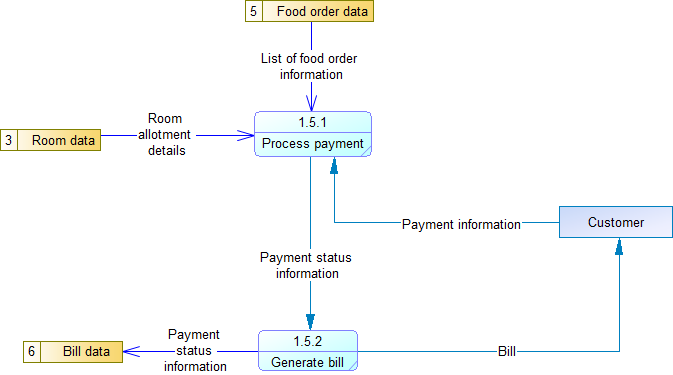 5 Food order data
List of food order
information
1.5.1
Process payment
Room
allotment
details
3 Room data
Customer
Payment information
Payment status
information
1.5.2
Generate bill
Payment
status
information
6 Bill data
Bill